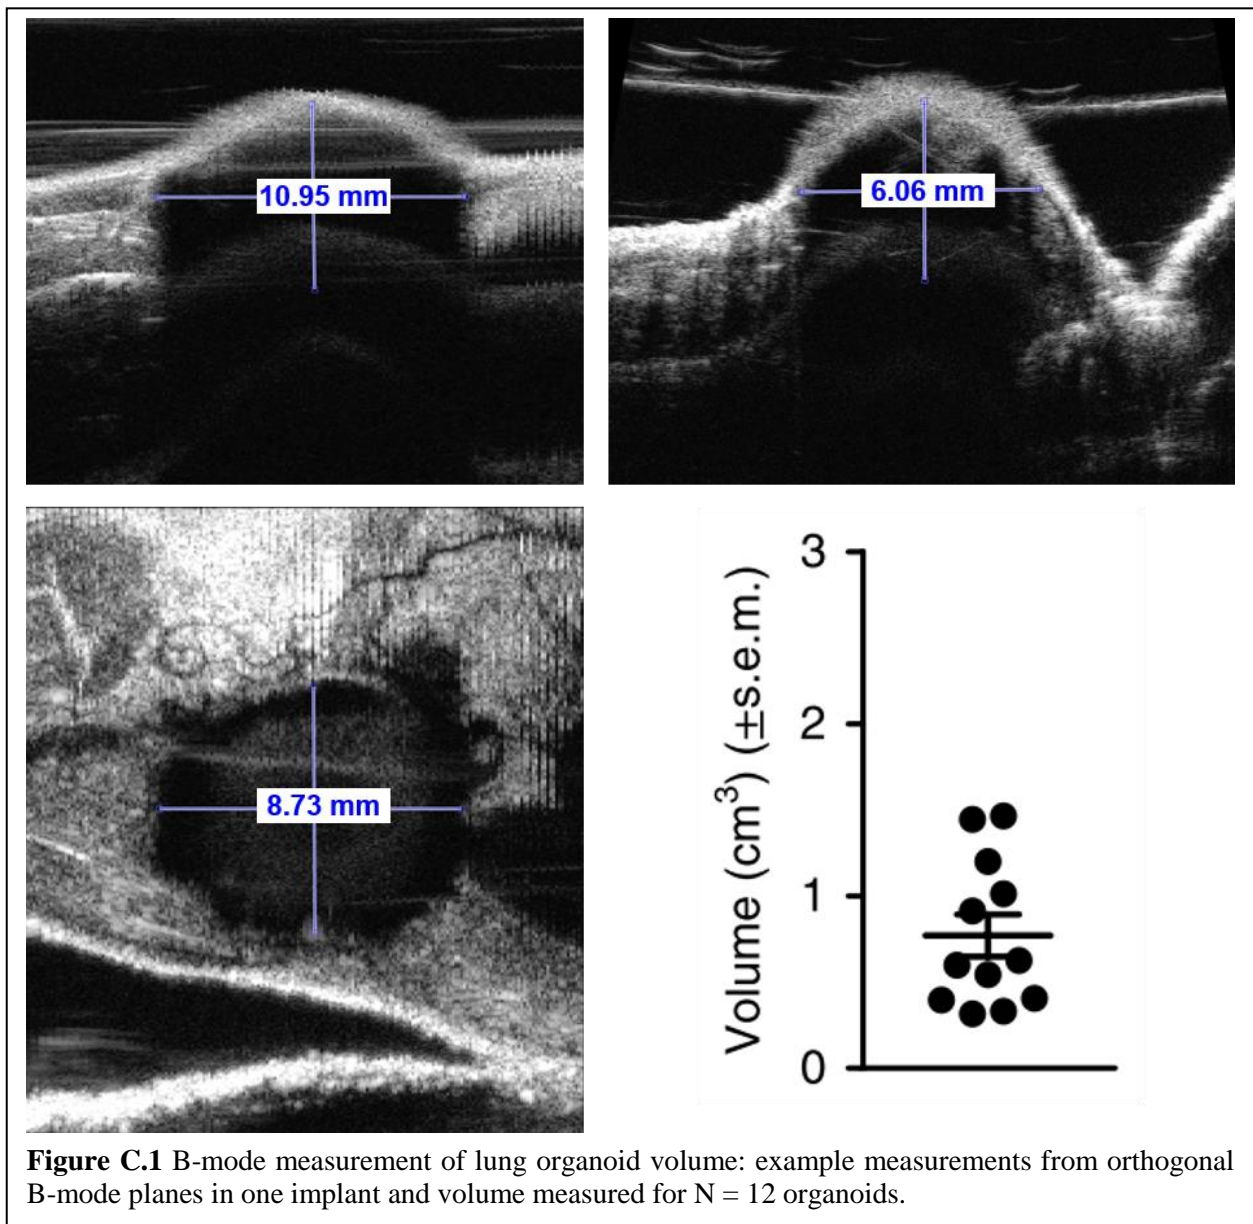 10.95 mm
6.06 mm
8.73 mm
Volume (cm³) (±s.e.m.)
3
2
1
0
Figure C.1 B-mode measurement of lung organoid volume: example measurements from orthogonal
B-mode planes in one implant and volume measured for N = 12 organoids.